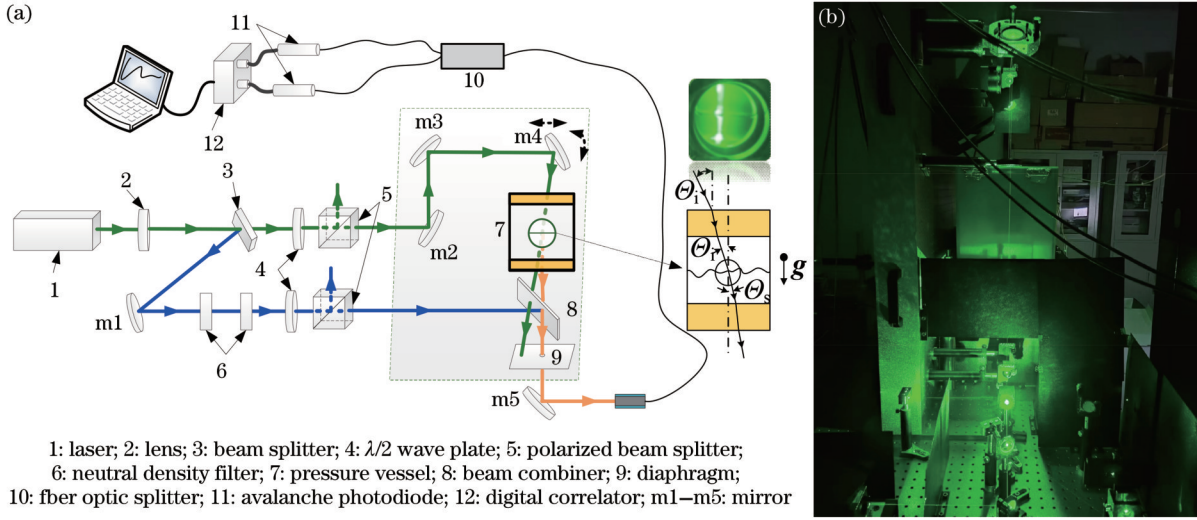 (a)
11
10
12
m3
m4
3
2
5
7
m2
1
4
m1
8
6
9
m5
Θi
Θr
g
Θs
(b)
1: laser; 2: lens; 3: beam splitter; 4: λ/2 wave plate; 5: polarized beam splitter;
6: neutral density filter; 7: pressure vessel; 8: beam combiner; 9: diaphragm;
10: fber optic splitter; 11: avalanche photodiode; 12: digital correlator; m1–m5: mirror